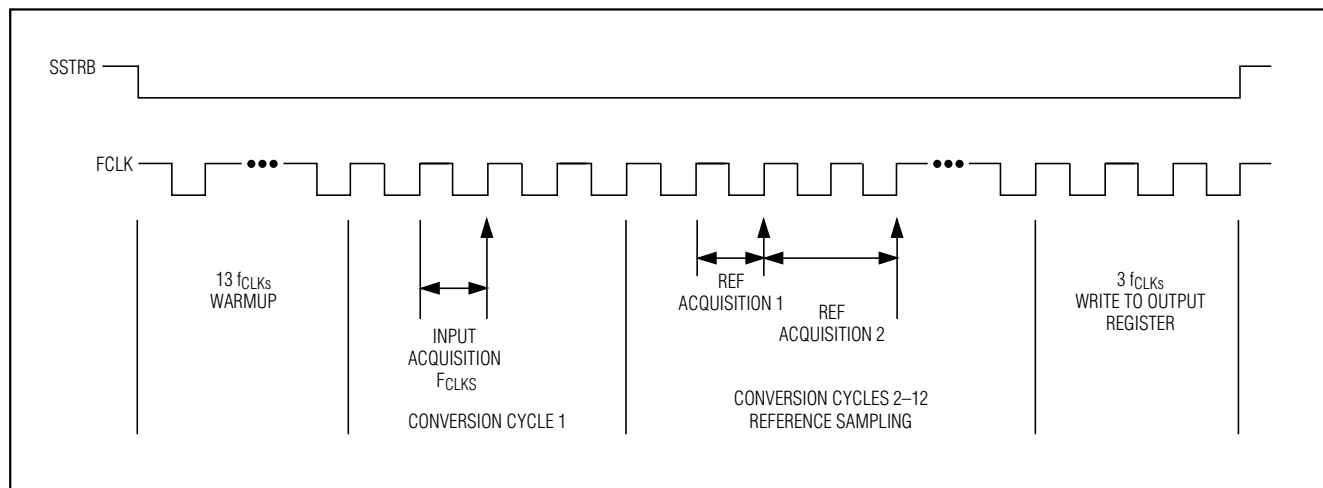 SSTRB
FCLK
13 fCLKs
WARMUP
INPUT
ACQUISITION
FCLKS
CONVERSION CYCLE 1
REF
ACQUISITION 1
REF
ACQUISITION 2
CONVERSION CYCLES 2–12
REFERENCE SAMPLING
3 fCLKs
WRITE TO OUTPUT
REGISTER